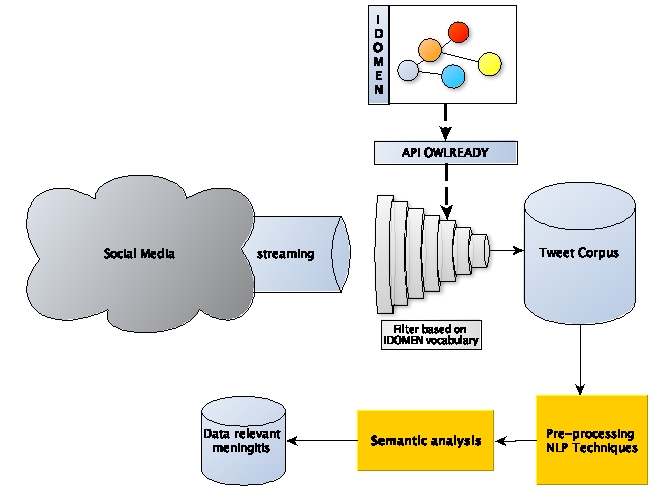 IDOMEN
API OWLREADY
Social Media
streaming
Tweet Corpus
Filter based on
IDOMEN vocabulary
Data relevant
meningitis
Semantic analysis
Pre-processing
NLP Techniques